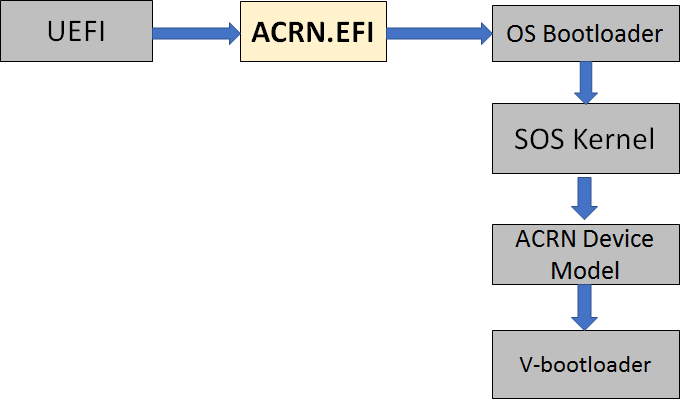 UEFI
ACRN.EFI
OS Bootloader
SOS Kernel
ACRN Device
Model
V-bootloader